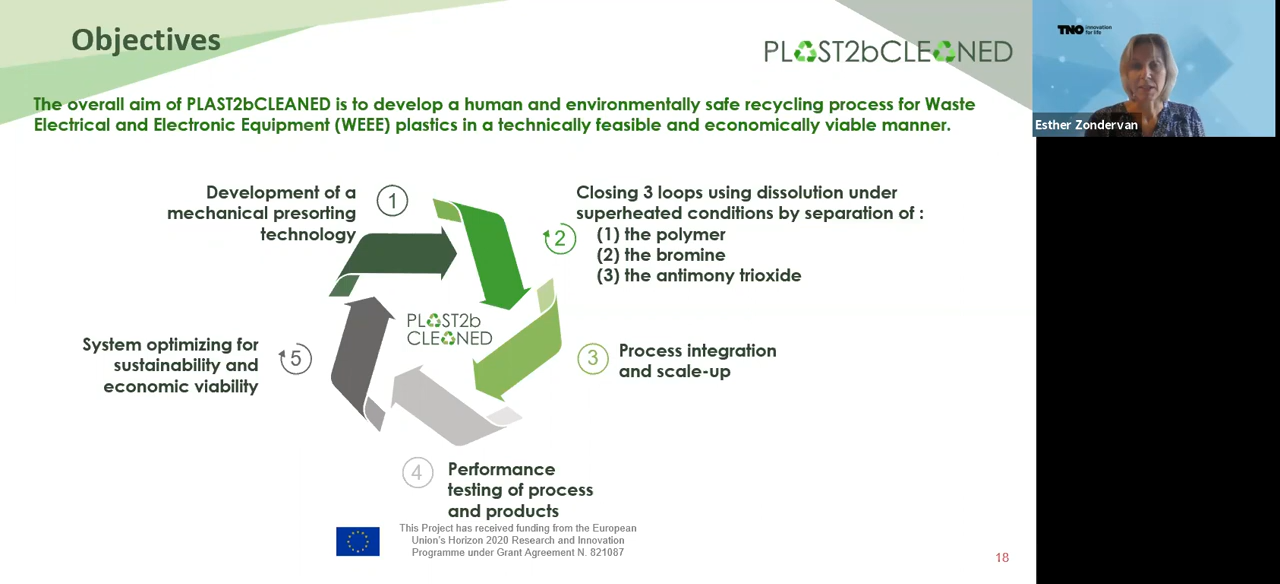 Objectives
PLAST2bCLEANED
TNO innovation
for life
Esther Zondervan
The overall aim of PLAST2bCLEANED is to develop a human and environmentally safe recycling process for Waste
Electrical and Electronic Equipment (WEEE) plastics in a technically feasible and economically viable manner.
Development of a
mechanical presorting
technology
1
2
Closing 3 loops using dissolution under
superheated conditions by separation of :
(1) the polymer
(2) the bromine
(3) the antimony trioxide
PLAST2b
CLEANED
3
Process integration
and scale-up
4
Performance
testing of process
and products
5
System optimizing for
sustainability and
economic viability
This Project has received funding from the European
Union's Horizon 2020 Research and Innovation
Programme under Grant Agreement N. 821087
18